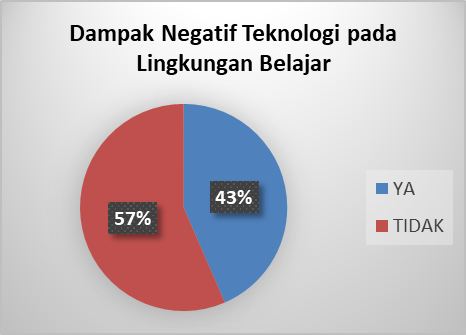 Dampak Negatif Teknologi pada
Lingkungan Belajar
43%
57%
YA
TIDAK